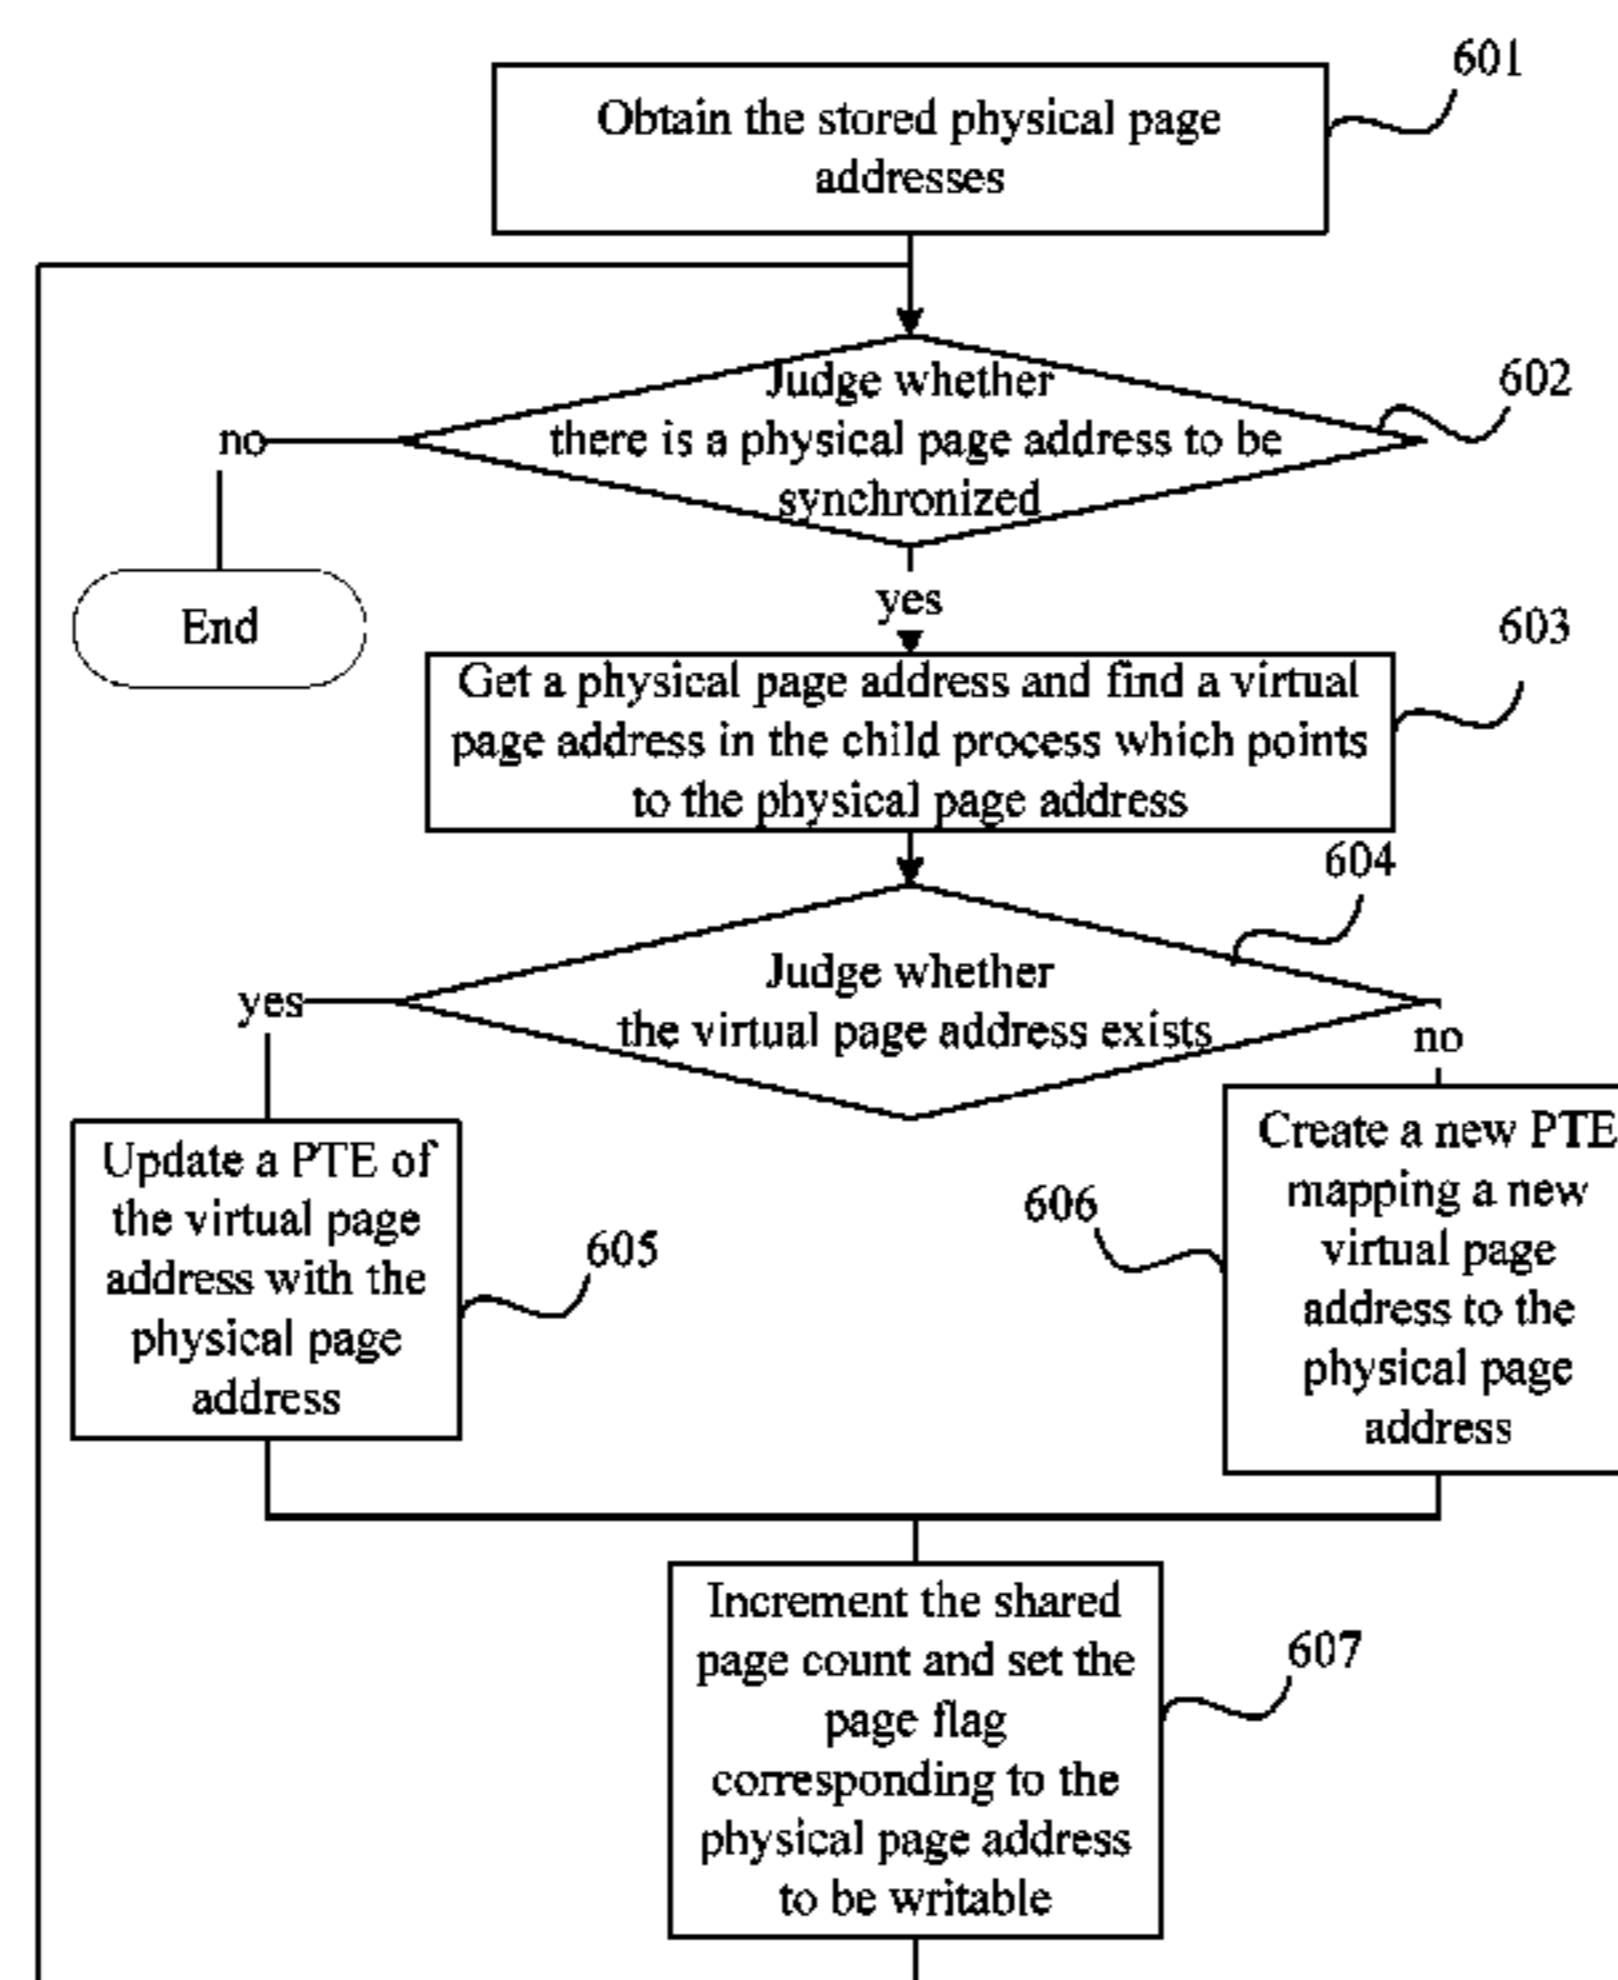 601
Obtain the stored physical page
addresses
602
Judge whether
there is a physical page address to be
synchronized
no
End
yes
603
Get a physical page address and find a virtual
page address in the child process which points
to the physical page address
604
Judge whether
the virtual page address exists
yes
no
Update a PTE of
the virtual page
address with the
physical page
address
605
606
Create a new PTE
mapping a new
virtual page
address to the
physical page
address
Increment the shared
page count and set the
page flag
corresponding to the
physical page address
to be writable
607